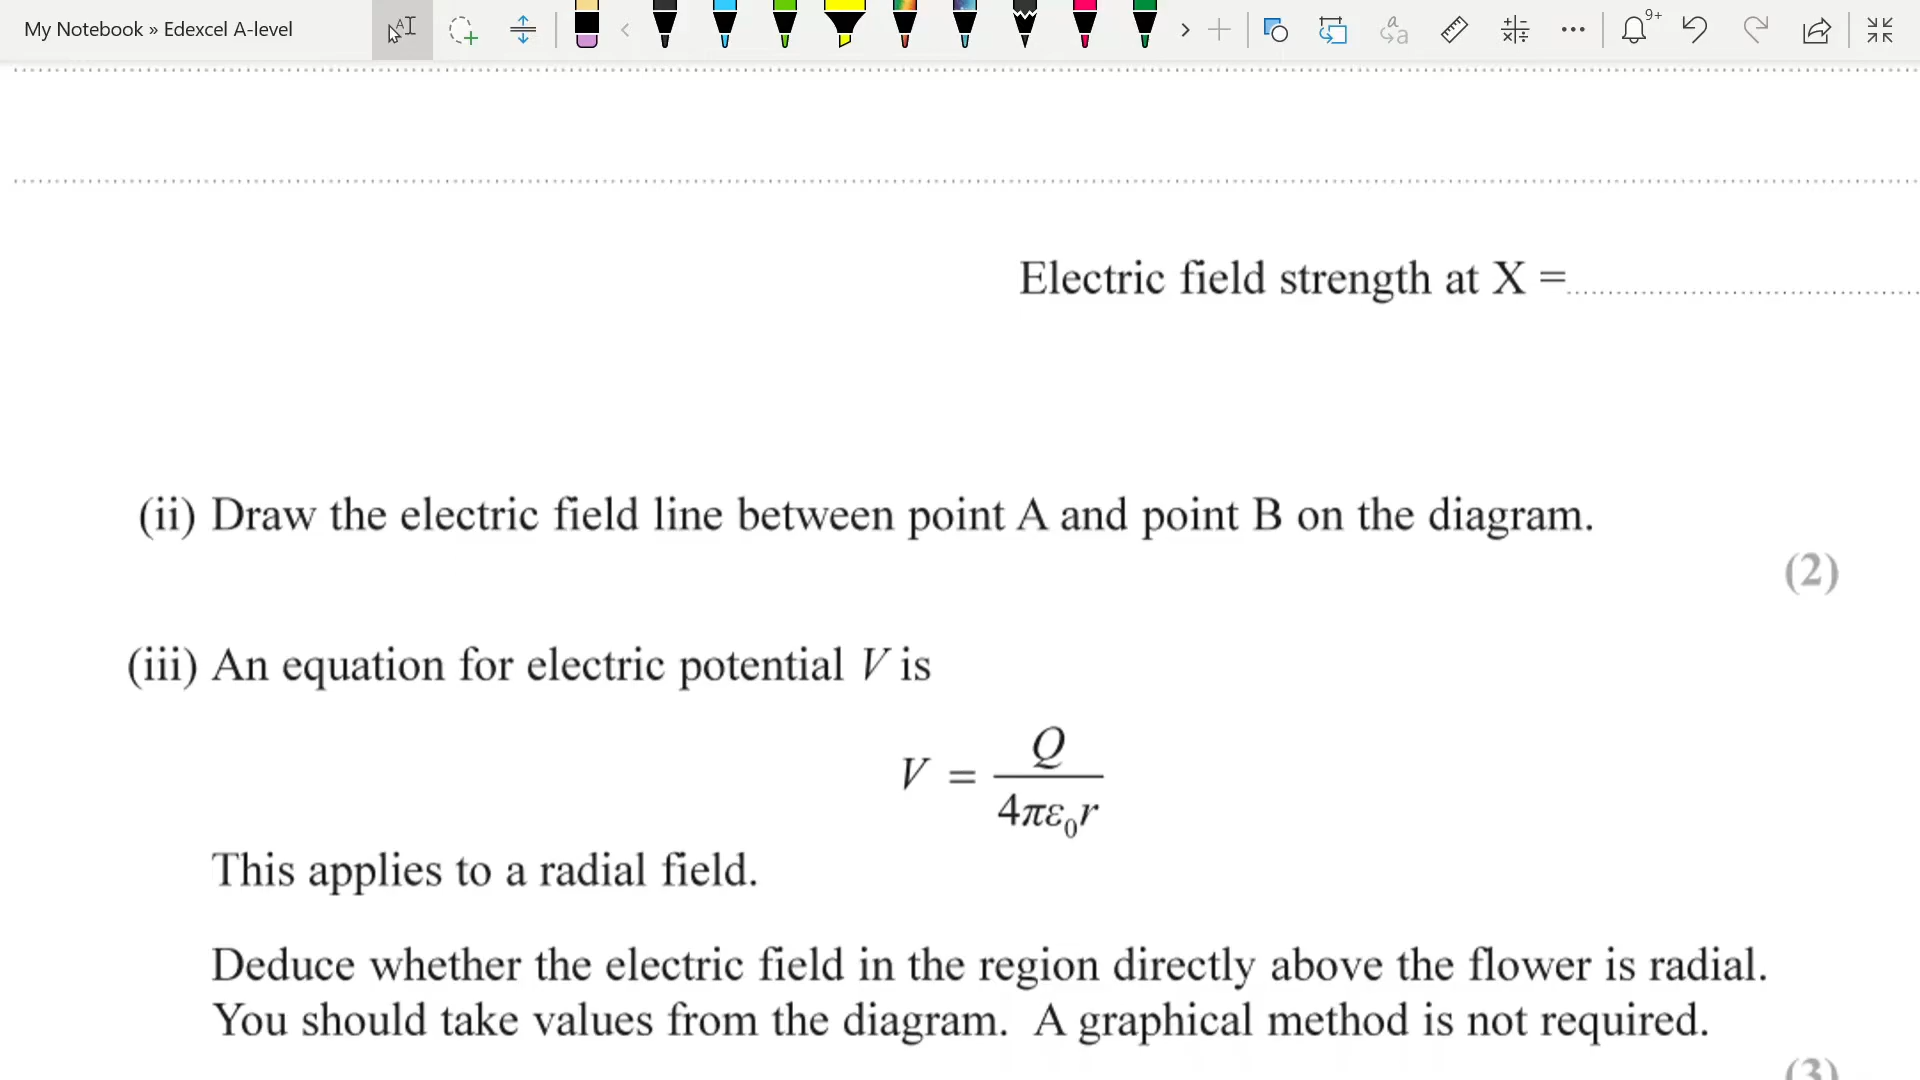 My Notebook » Edexcel A-level
9+
Electric field strength at X =
(ii) Draw the electric field line between point A and point B on the diagram.
(2)
(iii) An equation for electric potential V is
V = Q / 4πε₀r
This applies to a radial field.
Deduce whether the electric field in the region directly above the flower is radial.
You should take values from the diagram. A graphical method is not required.
(3)